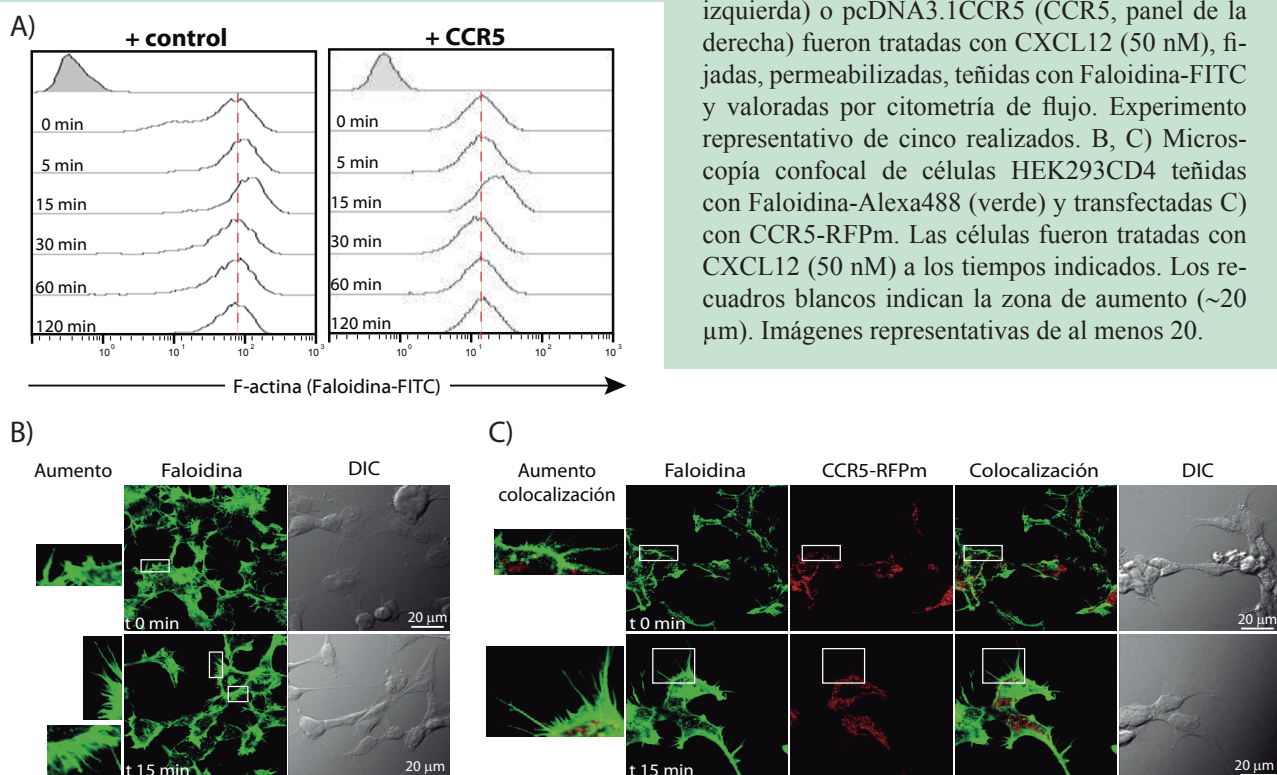 izquierda) o pcDNA3.1CCR5 (CCR5, panel de la
derecha) fueron tratadas con CXCL12 (50 nM), fi-
jadas, permeabilizadas, teñidas con Faloidina-FITC
y valoradas por citometría de flujo. Experimento
representativo de cinco realizados. B, C) Micros-
copía confocal de células HEK293CD4 teñidas
con Faloidina-Alexa488 (verde) y transfectadas C)
con CCR5-RFPm. Las células fueron tratadas con
CXCL12 (50 nM) a los tiempos indicados. Los re-
cuadros blancos indican la zona de aumento (~20
µm). Imágenes representativas de al menos 20.
A)
+ control
+ CCR5
0 min
5 min
15 min
30 min
60 min
120 min
0 min
5 min
15 min
30 min
60 min
120 min
10⁰ 10¹ 10² 10³
10⁰ 10¹ 10² 10³
F-actina (Faloidina-FITC)
B)
Aumento
Faloidina
DIC
t 0 min
20 µm
t 15 min
20 µm
C)
Aumento
colocalización
Faloidina
CCR5-RFPm
Colocalización
DIC
t 0 min
20 µm
t 15 min
20 µm